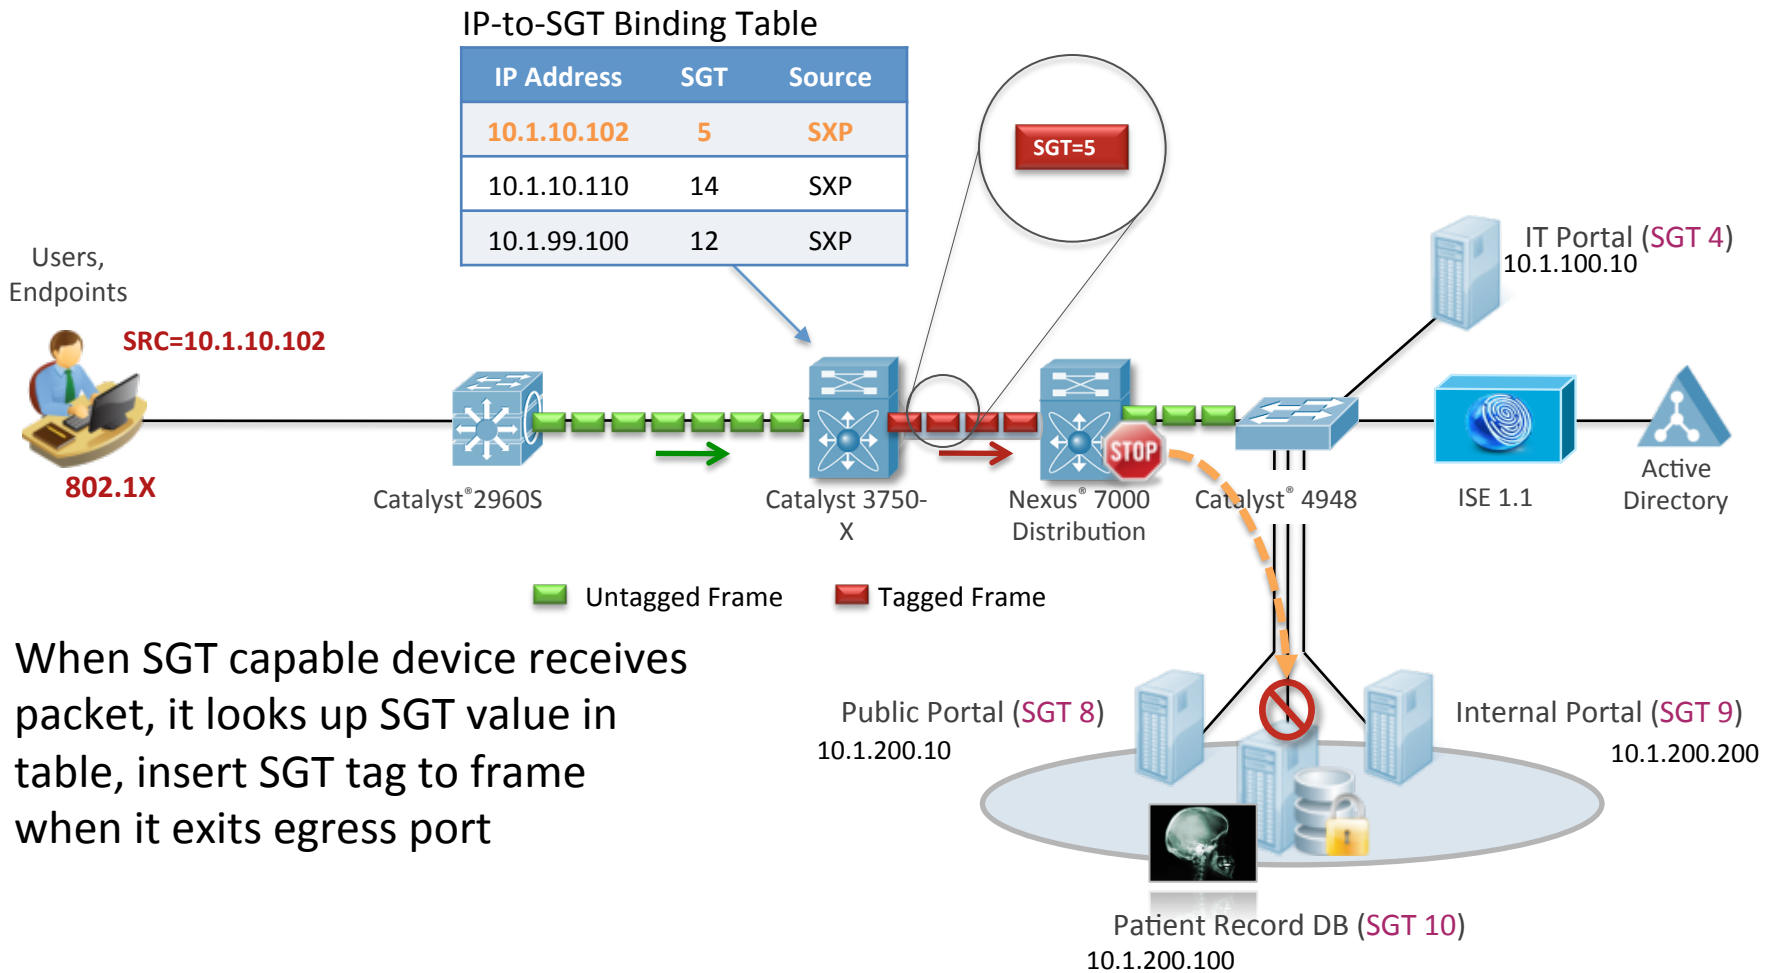 IP-to-SGT Binding Table
IP Address SGT Source
10.1.10.102 5 SXP
10.1.10.110 14 SXP
10.1.99.100 12 SXP
SGT=5
IT Portal (SGT 4)
10.1.100.10
Users,
Endpoints
SRC=10.1.10.102
802.1X
STOP
Catalyst®2960S
Catalyst 3750-
X
Nexus® 7000
Distribution
Catalyst® 4948
ISE 1.1
Active
Directory
Untagged Frame
Tagged Frame
When SGT capable device receives
packet, it looks up SGT value in
table, insert SGT tag to frame
when it exits egress port
Public Portal (SGT 8)
10.1.200.10
Internal Portal (SGT 9)
10.1.200.200
Patient Record DB (SGT 10)
10.1.200.100